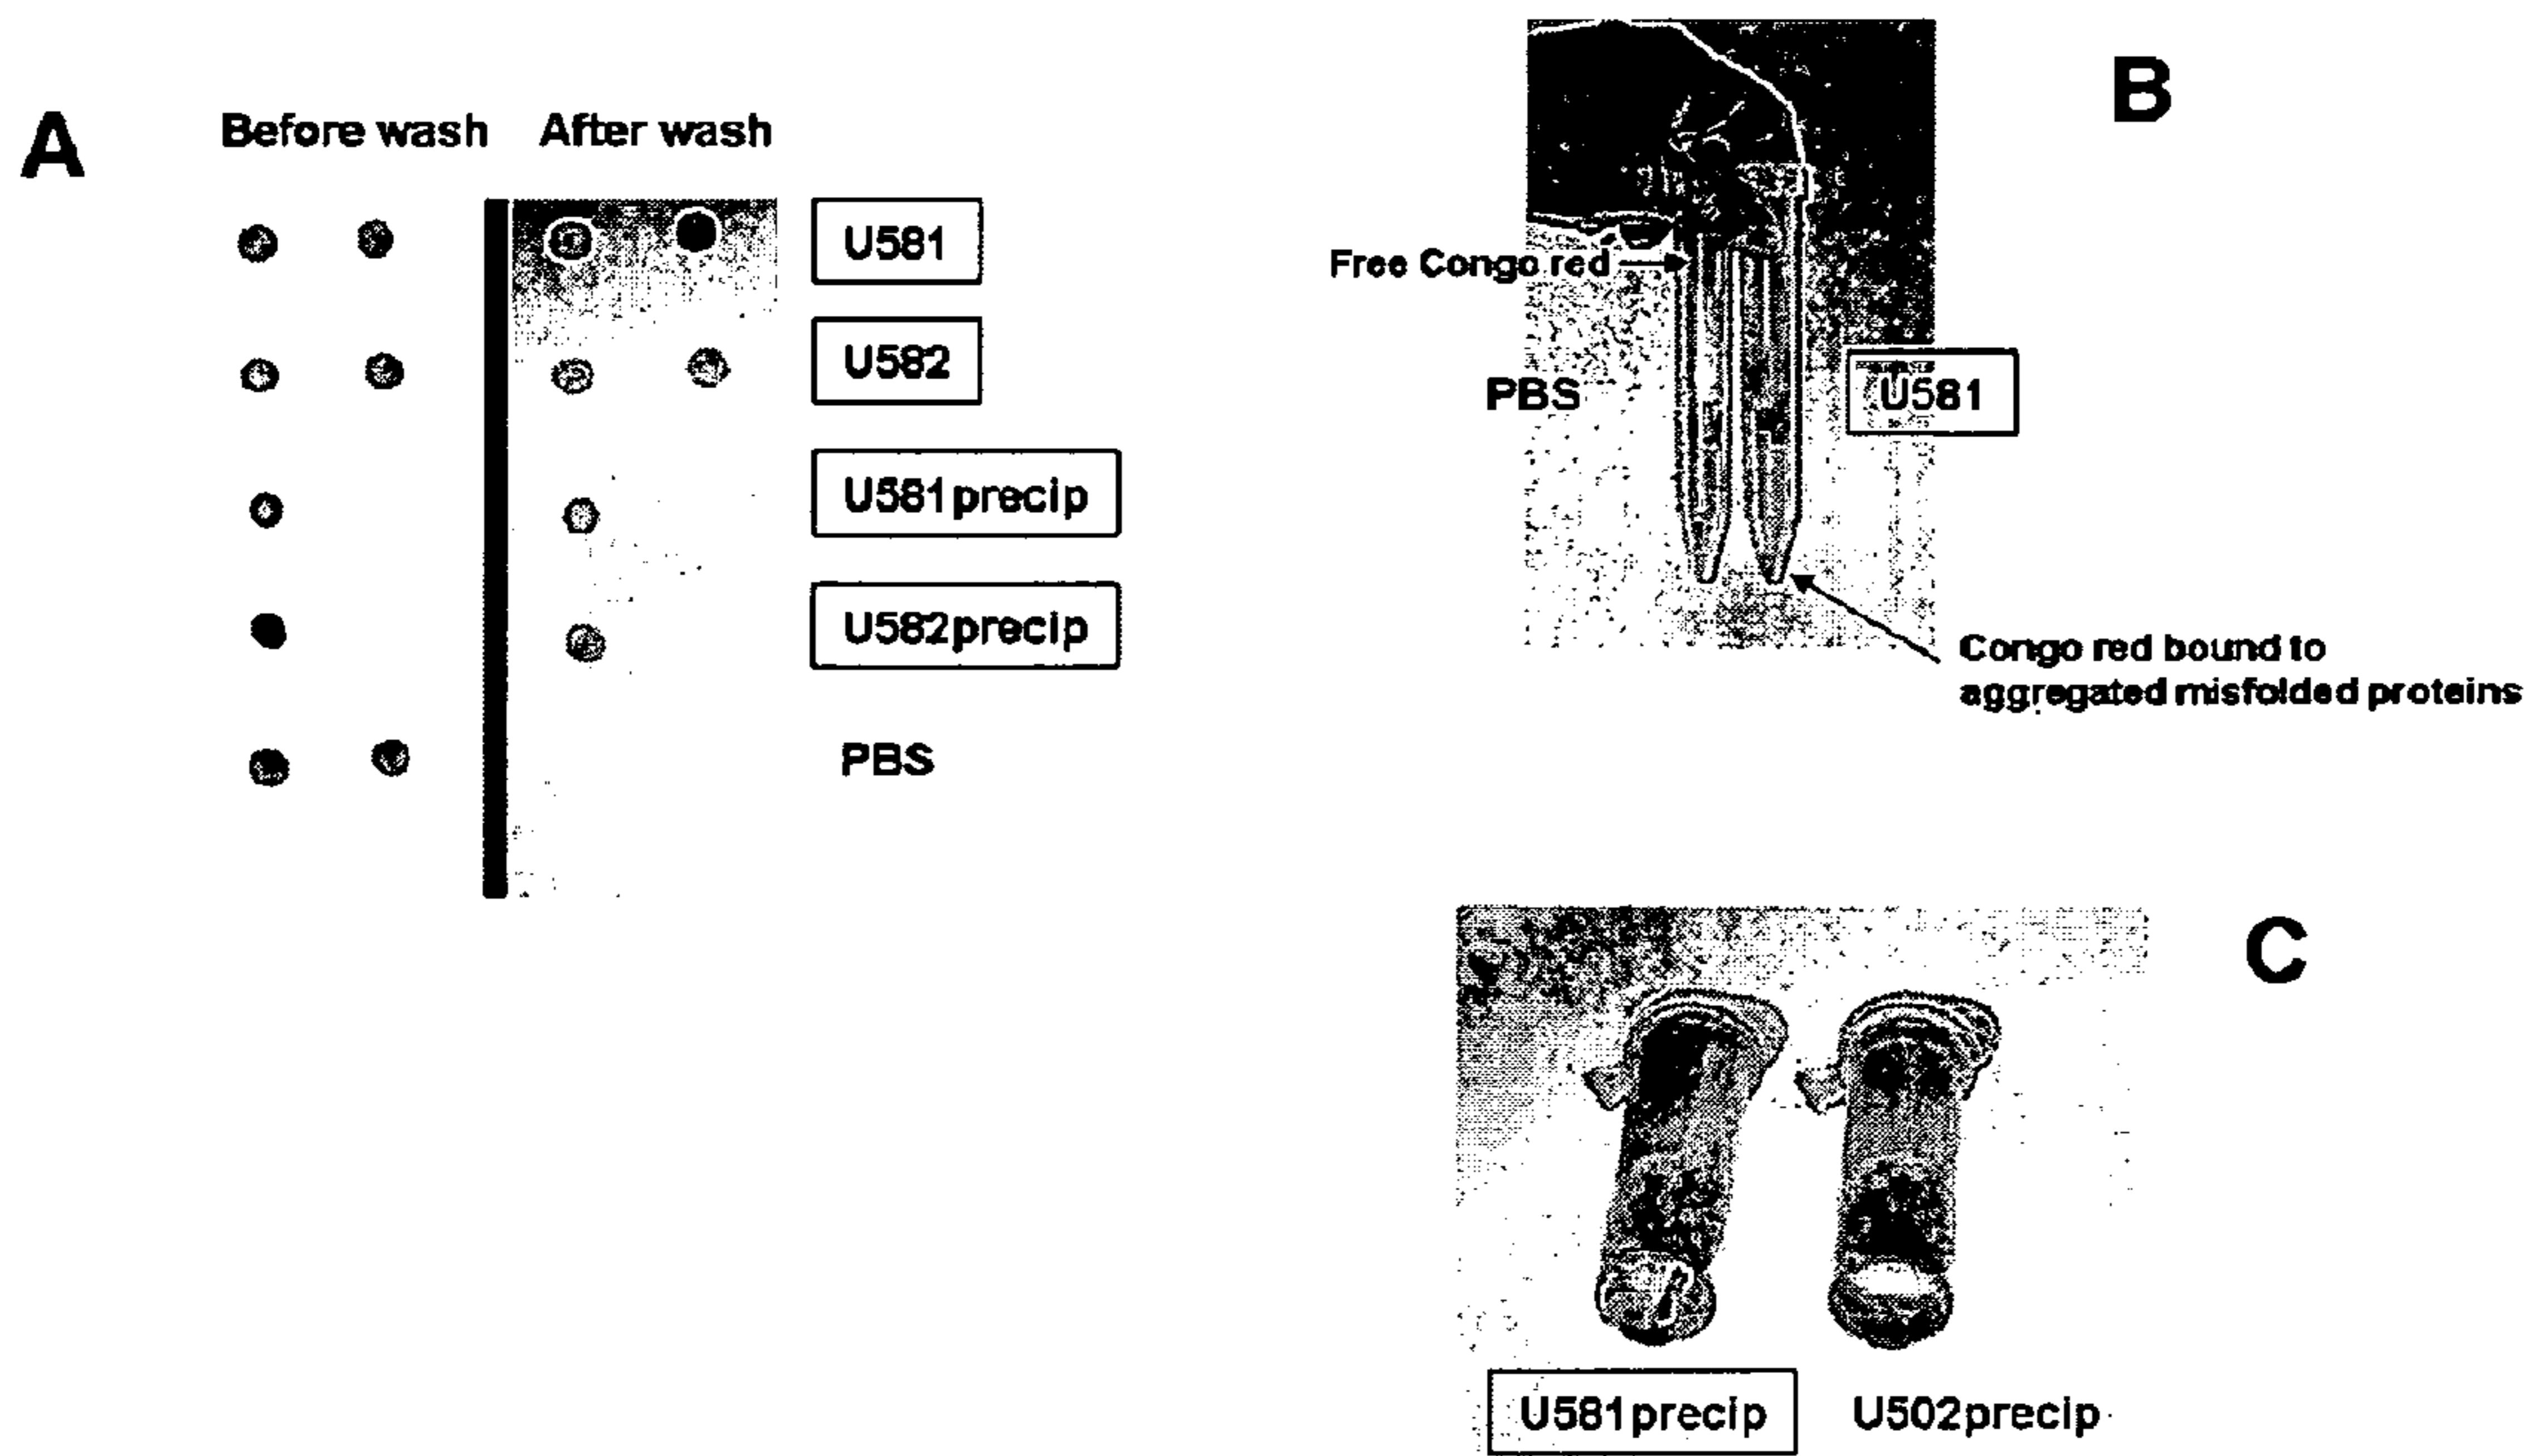 A
Before wash
After wash
U581
U582
U581precip
U582precip
PBS
B
Free Congo red
PBS
U581
Congo red bound to
aggregated misfolded proteins
C
U581precip
U502precip